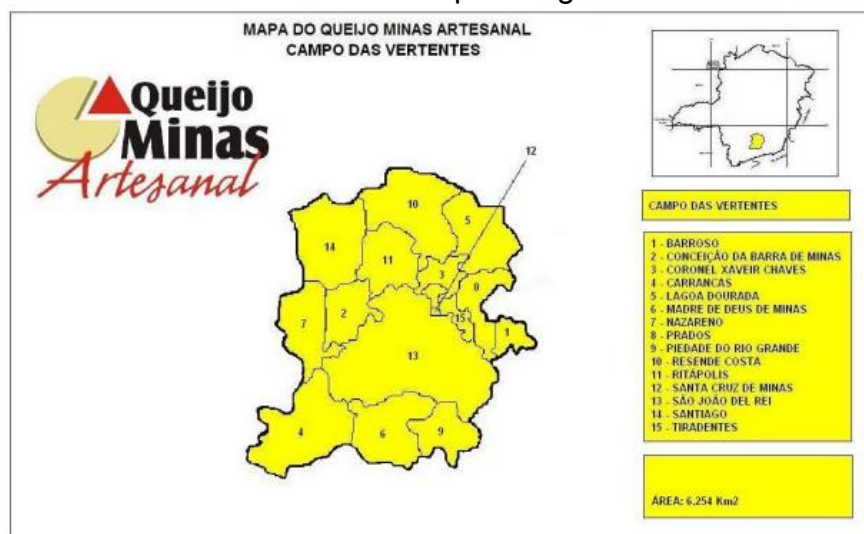 MAPA DO QUEIJO MINAS ARTESANAL
CAMPO DAS VERTENTES
Queijo
Minas
Artesanal
12
10
5
14
11
3
8
7
2
15
1
13
4
6
9
CAMPO DAS VERTENTES
1 - BARROSO
2 - CONCEIÇÃO DA BARRA DE MINAS
3 - CORONEL XAVEIR CHAVES
4 - CARRANCAS
5 - LAGOA DOURADA
6 - MADRE DE DEUS DE MINAS
7 - NAZARENO
8 - PRADOS
9 - PIEDADE DO RIO GRANDE
10 - RESENDE COSTA
11 - RITÁPOLIS
12 - SANTA CRUZ DE MINAS
13 - SÃO JOÃO DEL REI
14 - SANTIAGO
15 - TIRADENTES
ÁREA: 6.254 Km2